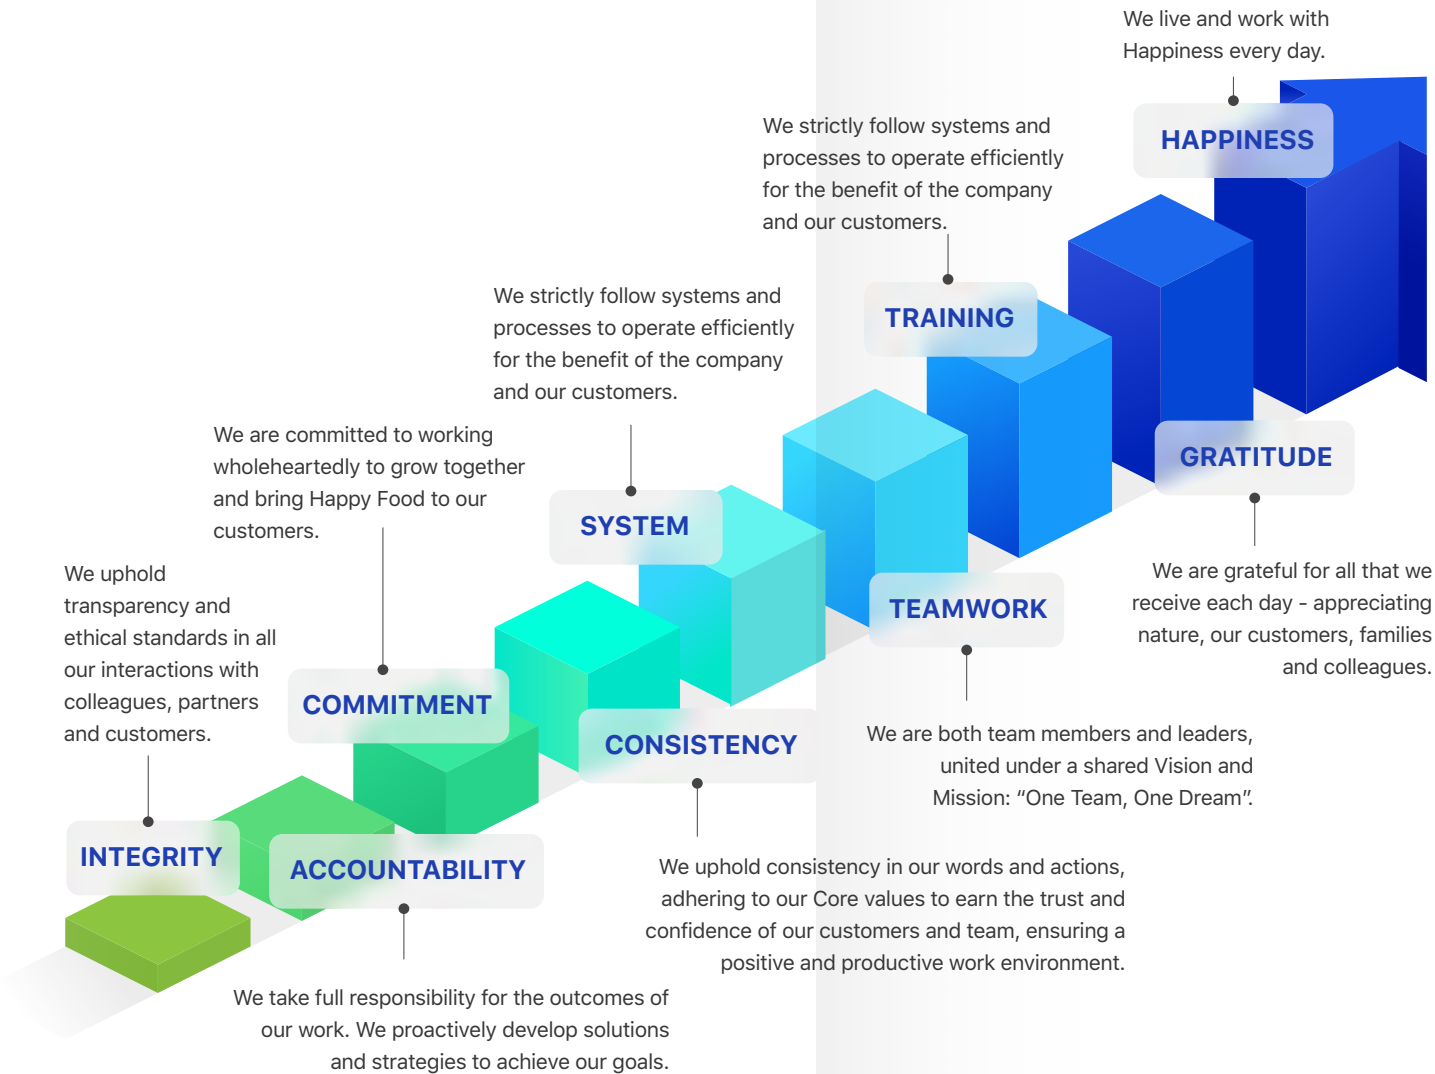 We live and work with
Happiness every day.
HAPPINESS
We strictly follow systems and
processes to operate efficiently
for the benefit of the company
and our customers.
TRAINING
We strictly follow systems and
processes to operate efficiently
for the benefit of the company
and our customers.
SYSTEM
We are committed to working
wholeheartedly to grow together
and bring Happy Food to our
customers.
COMMITMENT
We uphold
transparency and
ethical standards in all
our interactions with
colleagues, partners
and customers.
INTEGRITY
GRATITUDE
We are grateful for all that we
receive each day - appreciating
nature, our customers, families
and colleagues.
TEAMWORK
We are both team members and leaders,
united under a shared Vision and
Mission: “One Team, One Dream”.
CONSISTENCY
We uphold consistency in our words and actions,
adhering to our Core values to earn the trust and
confidence of our customers and team, ensuring a
positive and productive work environment.
ACCOUNTABILITY
We take full responsibility for the outcomes of
our work. We proactively develop solutions
and strategies to achieve our goals.